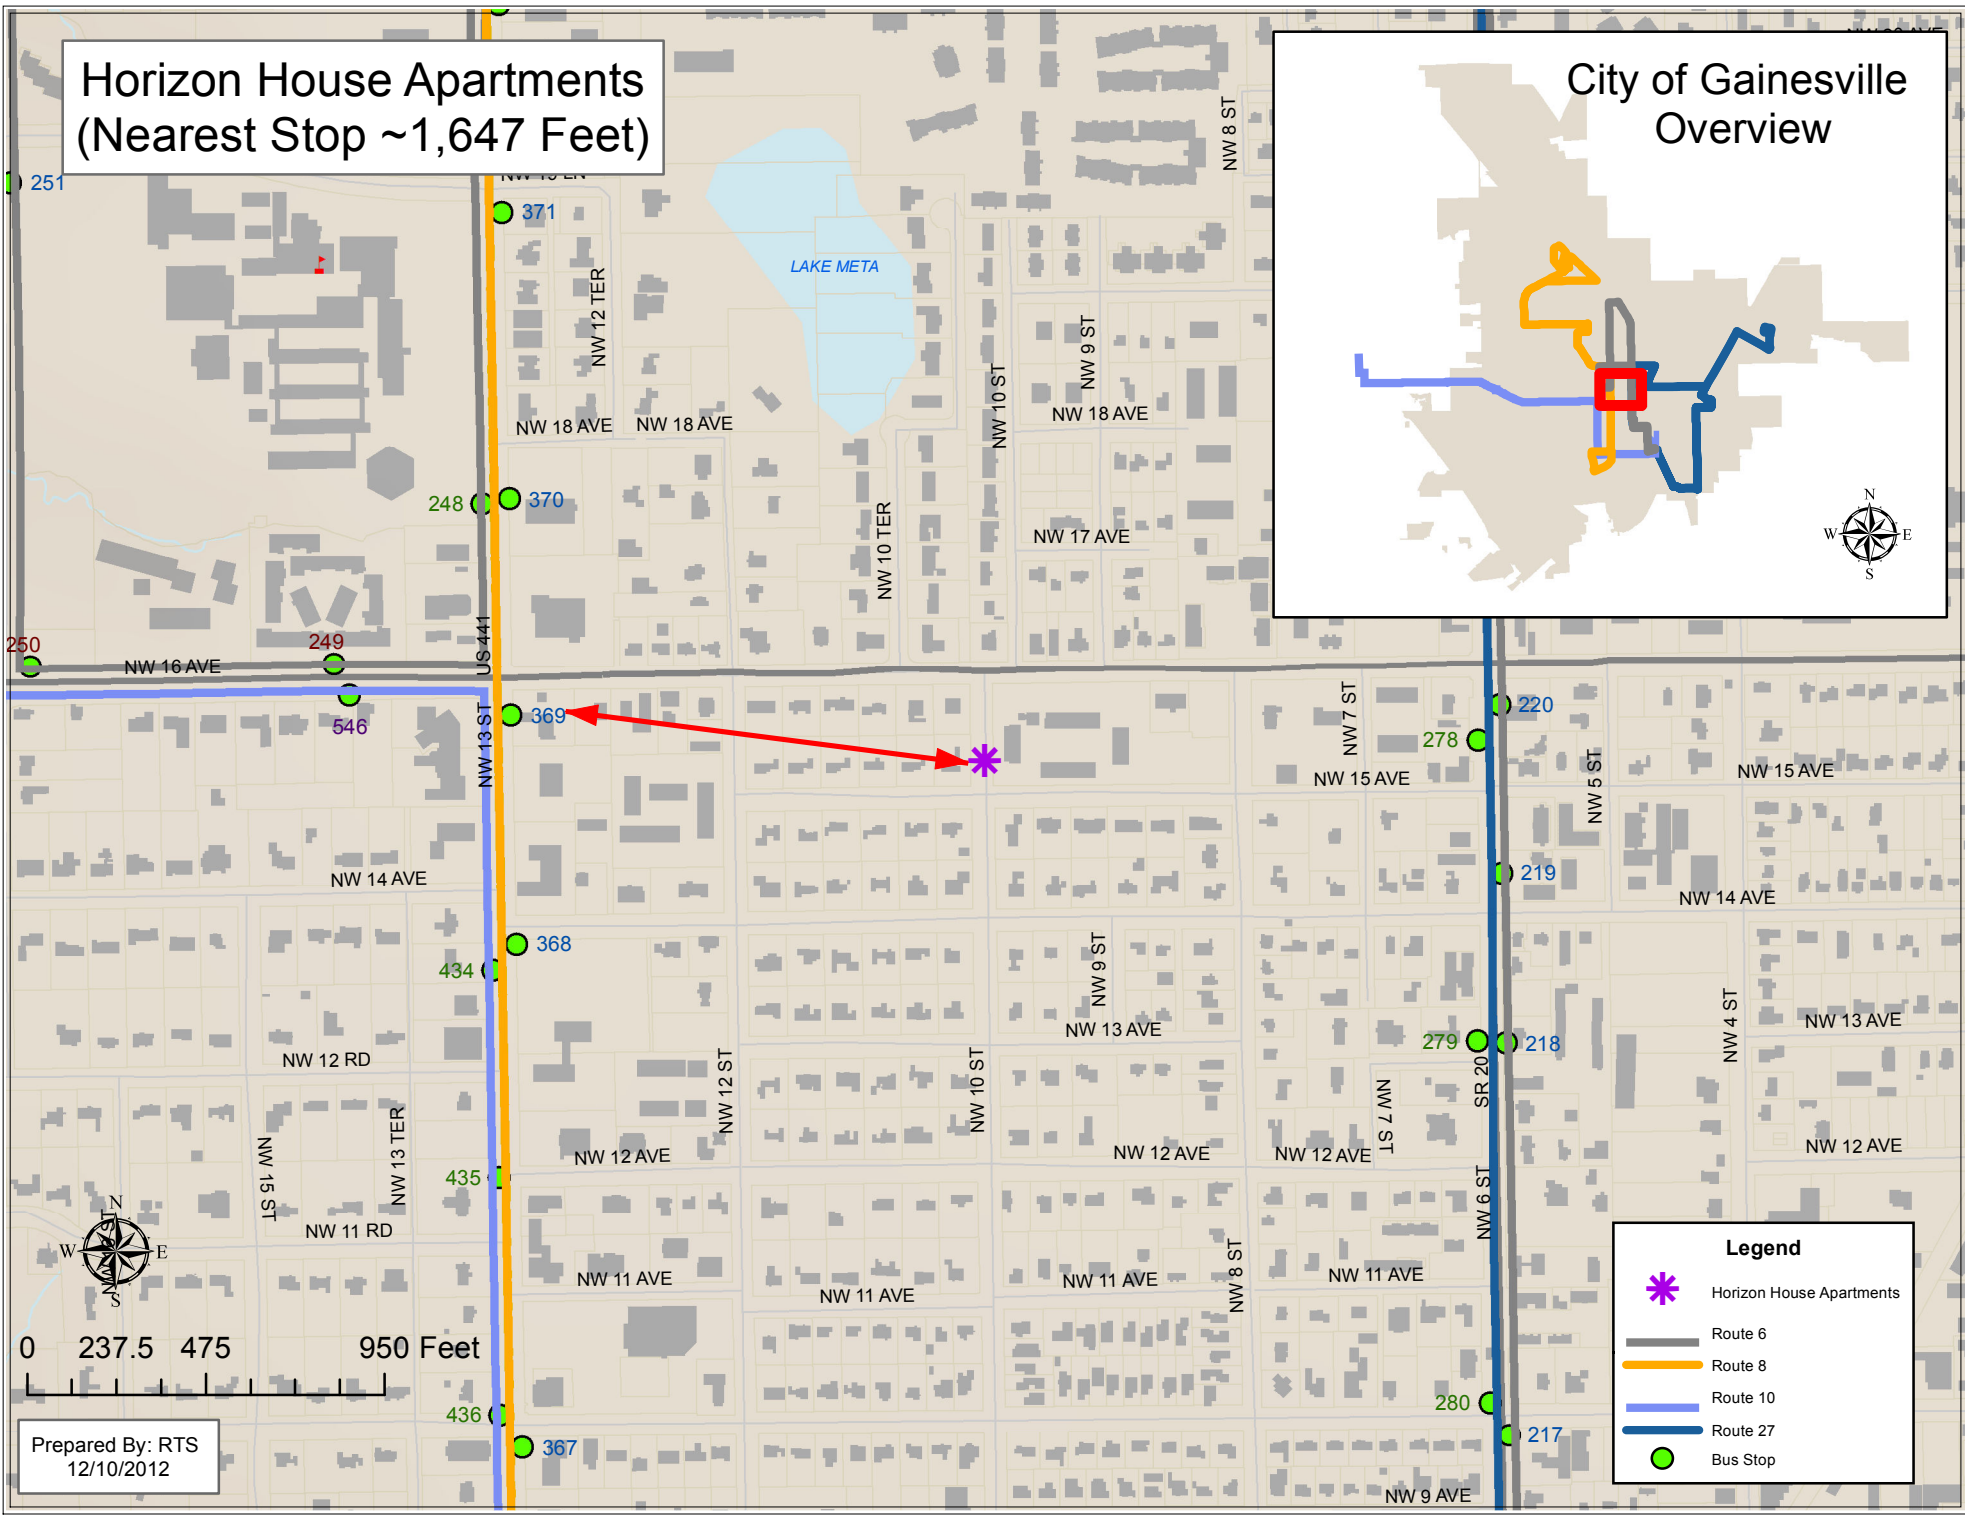 Horizon House Apartments
(Nearest Stop ~1,647 Feet)
City of Gainesville
Overview
N
W E
S
251
371
NW 8 ST
LAKE META
NW 12 TER
NW 9 ST
NW 10 ST
NW 18 AVE
NW 18 AVE
NW 18 AVE
248
370
NW 17 AVE
NW 10 TER
250
249
NW 16 AVE
US 441
546
NW 13 ST
369
NW 7 ST
220
278
NW 15 AVE
NW 5 ST
NW 15 AVE
NW 14 AVE
219
NW 14 AVE
368
434
NW 9 ST
NW 13 AVE
NW 4 ST
NW 13 AVE
279
218
SR 20
NW 12 RD
NW 12 ST
NW 10 ST
NW 7 ST
NW 13 TER
NW 15 ST
NW 12 AVE
NW 12 AVE
NW 12 AVE
NW 12 AVE
435
NW 6 ST
NW 11 RD
N
W E
S
NW 11 AVE
NW 11 AVE
NW 11 AVE
NW 8 ST
NW 11 AVE
0 237.5 475 950 Feet
436
367
280
217
NW 9 AVE
Prepared By: RTS
12/10/2012
Legend
Horizon House Apartments
Route 6
Route 8
Route 10
Route 27
Bus Stop